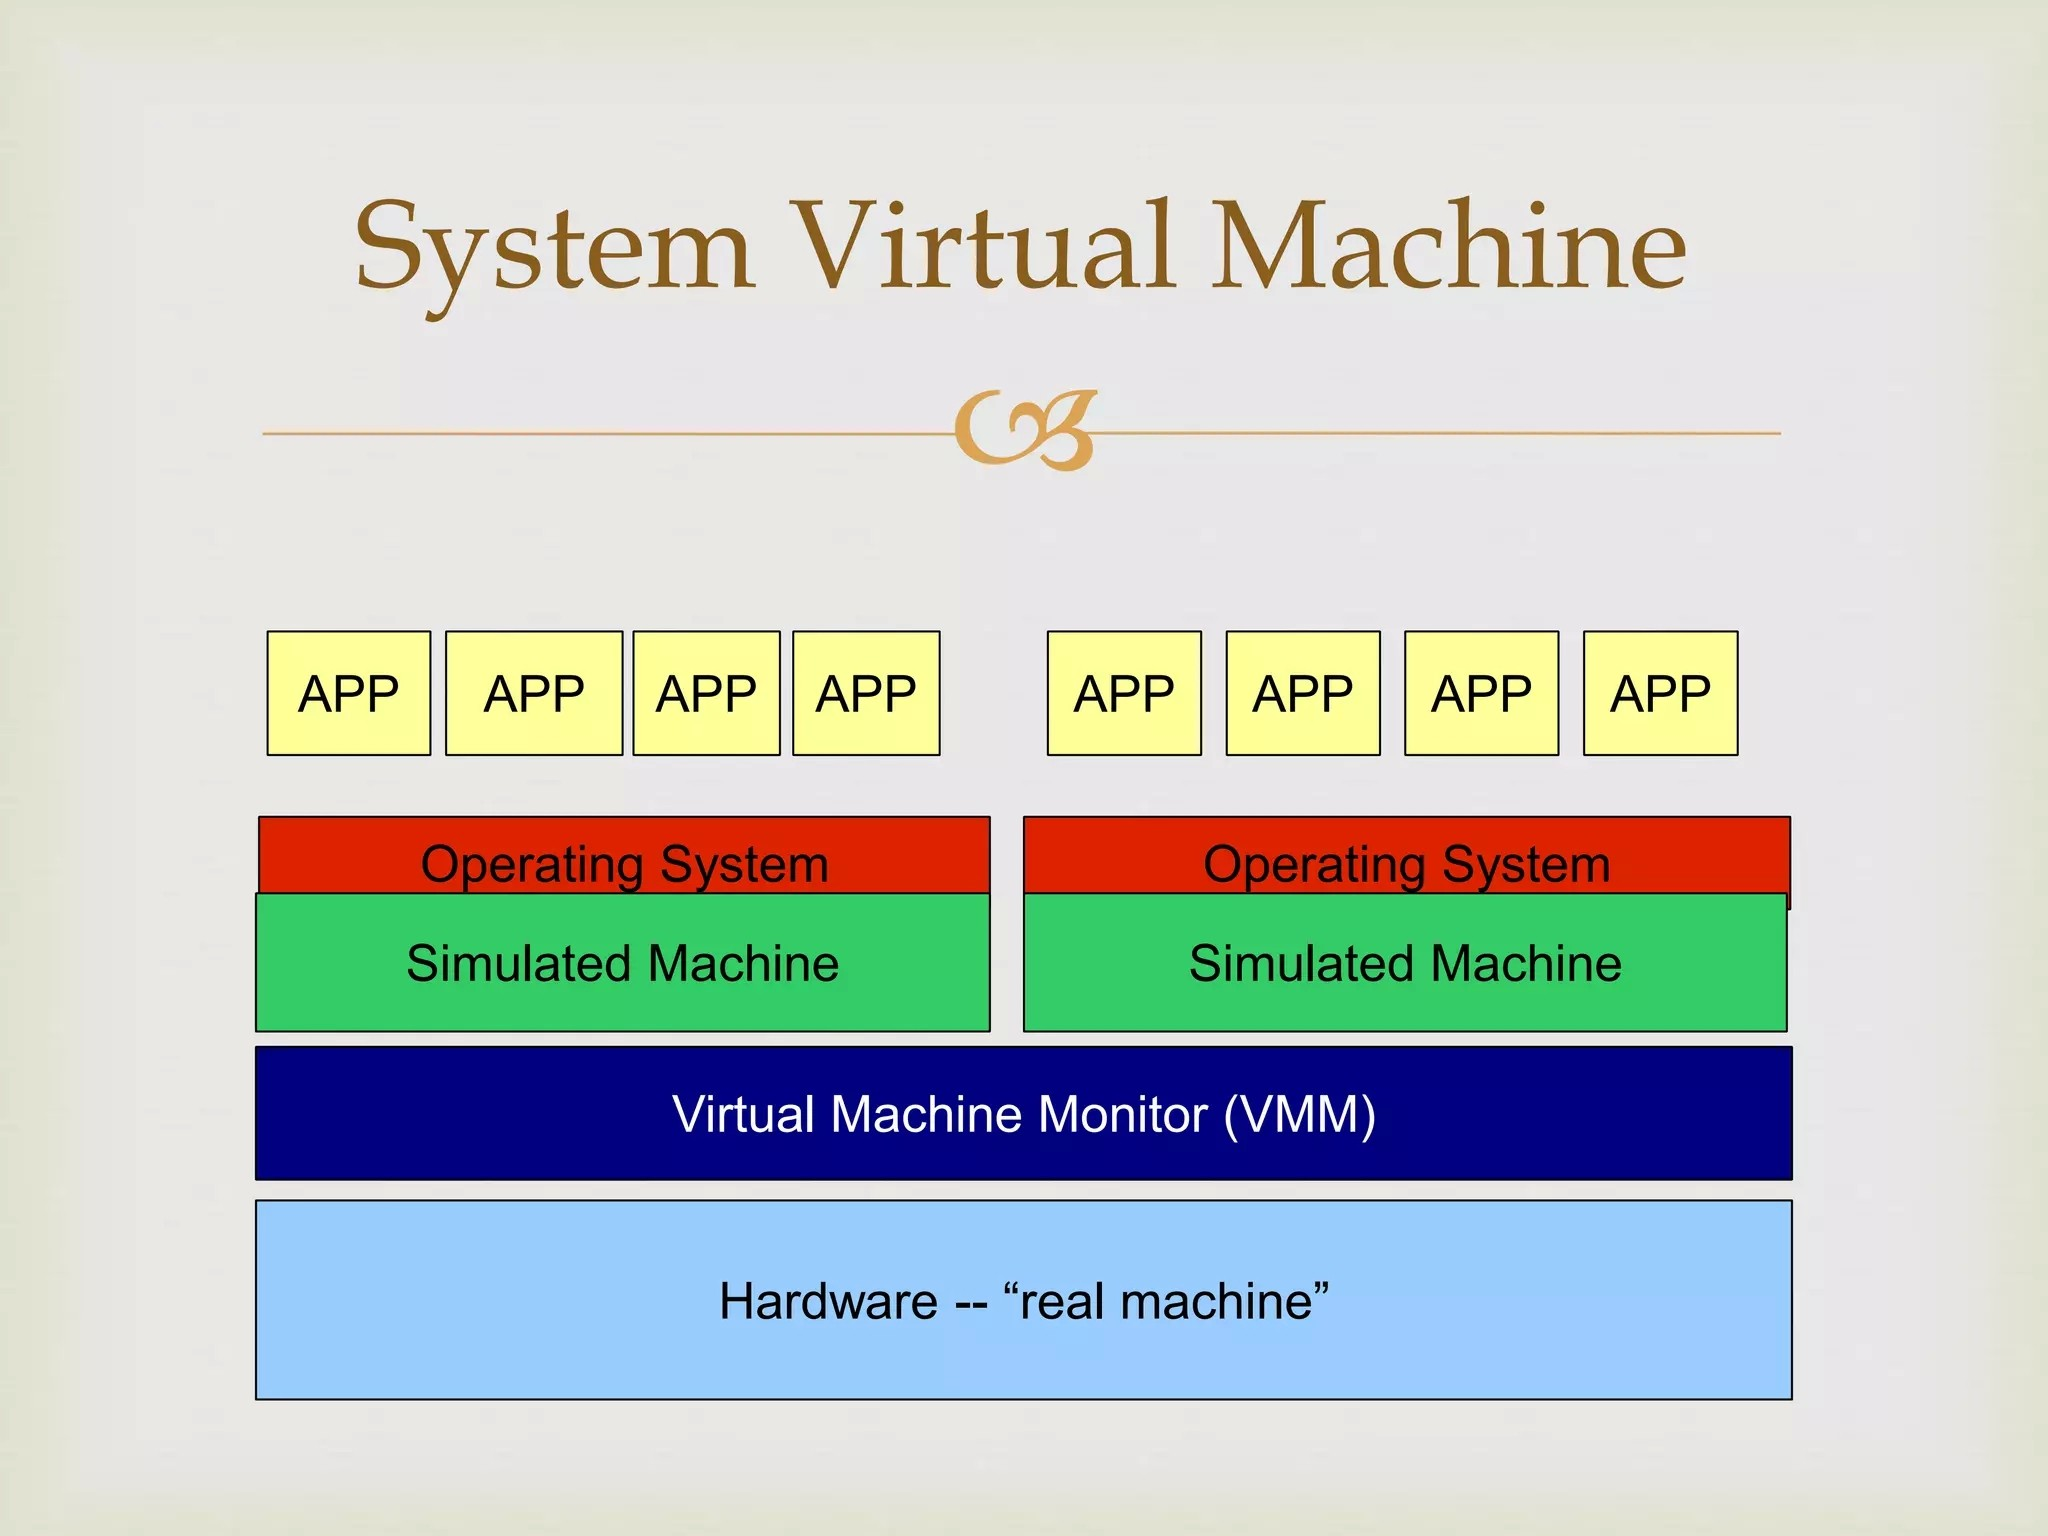 System Virtual Machine
APP APP APP APP APP APP APP APP
Operating System Operating System
Simulated Machine Simulated Machine
Virtual Machine Monitor (VMM)
Hardware -- “real machine”